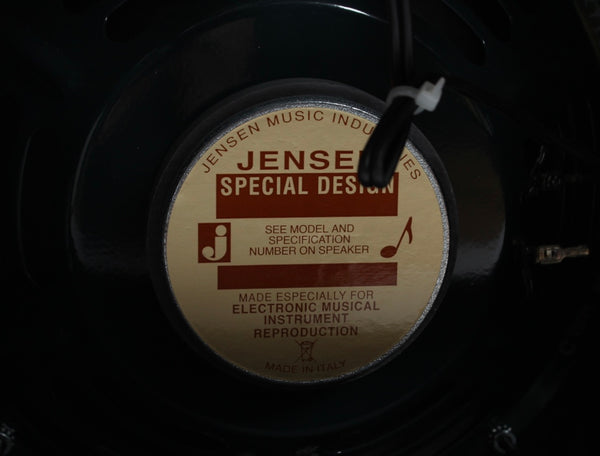 JENSEN MUSIC INDUSTRIES
JENSEN
SPECIAL DESIGN
j
SEE MODEL AND
SPECIFICATION
NUMBER ON SPEAKER
MADE ESPECIALLY FOR
ELECTRONIC MUSICAL
INSTRUMENT
REPRODUCTION
MADE IN ITALY